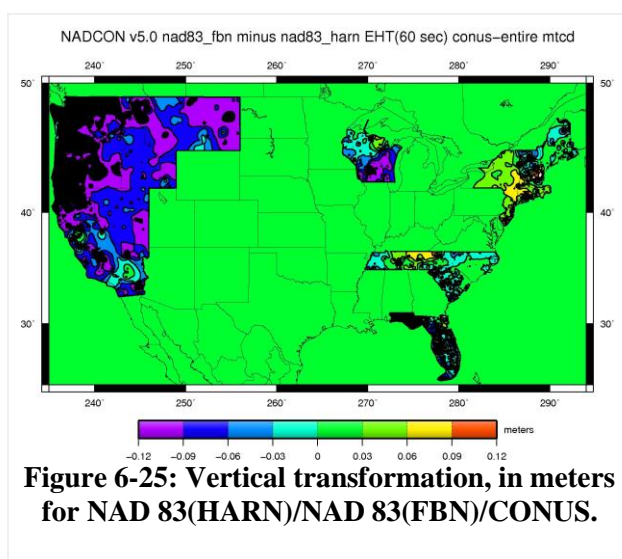 NADCON v5.0 nad83_fbn minus nad83_harn EHT(60 sec) conus-entire mtcd
240˚ 250˚ 260˚ 270˚ 280˚ 290˚
50˚ 50˚
40˚ 40˚
30˚ 30˚
240˚ 250˚ 260˚ 270˚ 280˚ 290˚
meters
−0.12 −0.09 −0.06 −0.03 0 0.03 0.06 0.09 0.12
Figure 6-25: Vertical transformation, in meters
for NAD 83(HARN)/NAD 83(FBN)/CONUS.